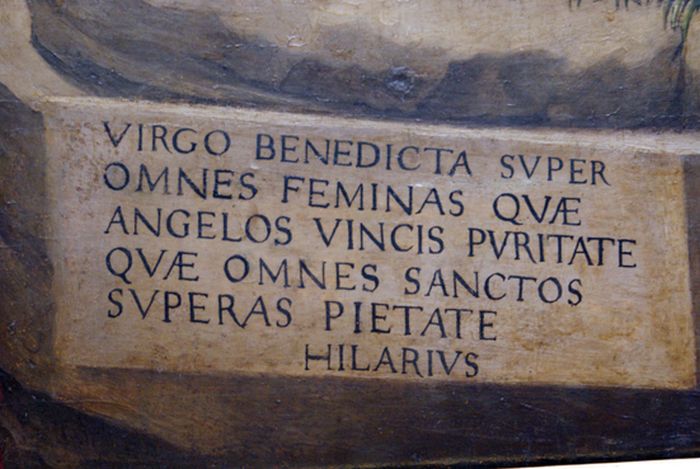 VIRGO BENEDICTA SVPER
OMNES FEMINAS QVÆ
ANGELOS VINCIS PVRITATE
QVÆ OMNES SANCTOS
SVPERAS PIETATE
HILARIVS